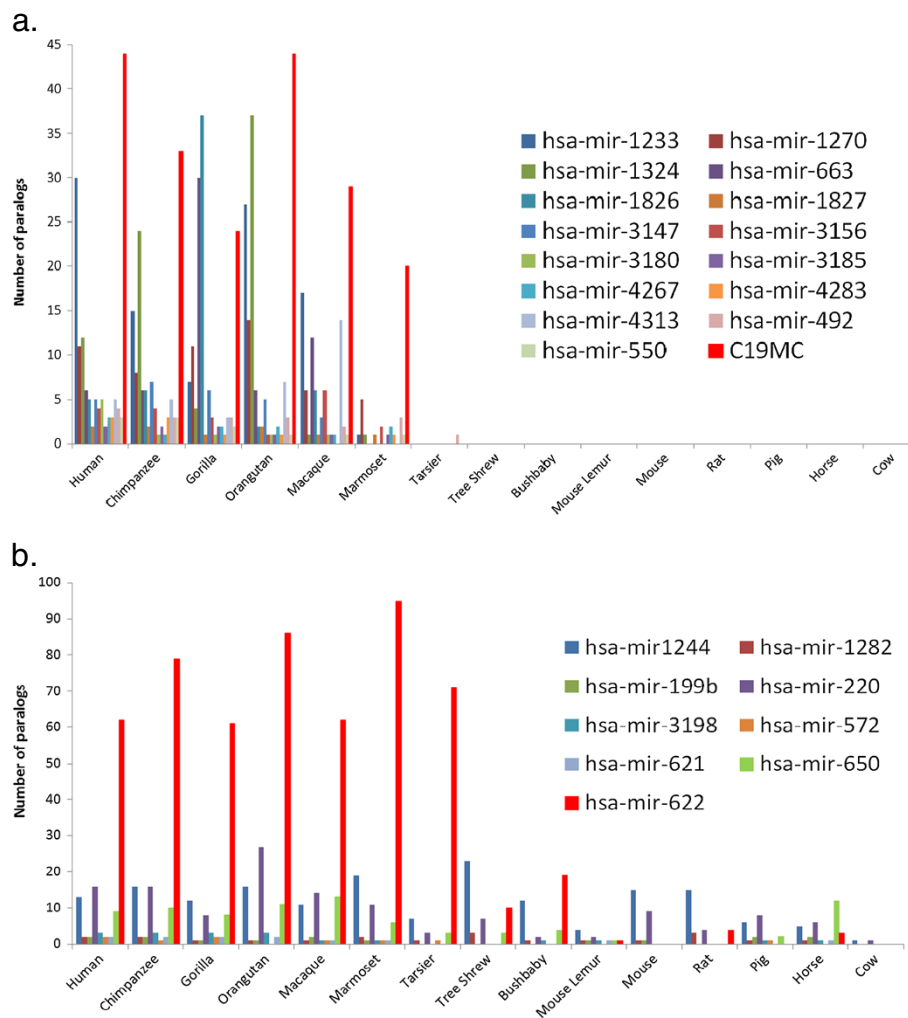 a.
45
40
35
30
25
20
15
10
5
0
Number of paralogs
hsa-mir-1233 hsa-mir-1270
hsa-mir-1324 hsa-mir-663
hsa-mir-1826 hsa-mir-1827
hsa-mir-3147 hsa-mir-3156
hsa-mir-3180 hsa-mir-3185
hsa-mir-4267 hsa-mir-4283
hsa-mir-4313 hsa-mir-492
hsa-mir-550 C19MC
Human Chimpanzee Gorilla Orangutan Macaque Marmoset Tarsier Tree Shrew Bushbaby Mouse Lemur Mouse Rat Pig Horse Cow
b.
100
90
80
70
60
50
40
30
20
10
0
Number of paralogs
hsa-mir1244 hsa-mir-1282
hsa-mir-199b hsa-mir-220
hsa-mir-3198 hsa-mir-572
hsa-mir-621 hsa-mir-650
hsa-mir-622
Human Chimpanzee Gorilla Orangutan Macaque Marmoset Tarsier Tree Shrew Bushbaby Mouse Lemur Mouse Rat Pig Horse Cow